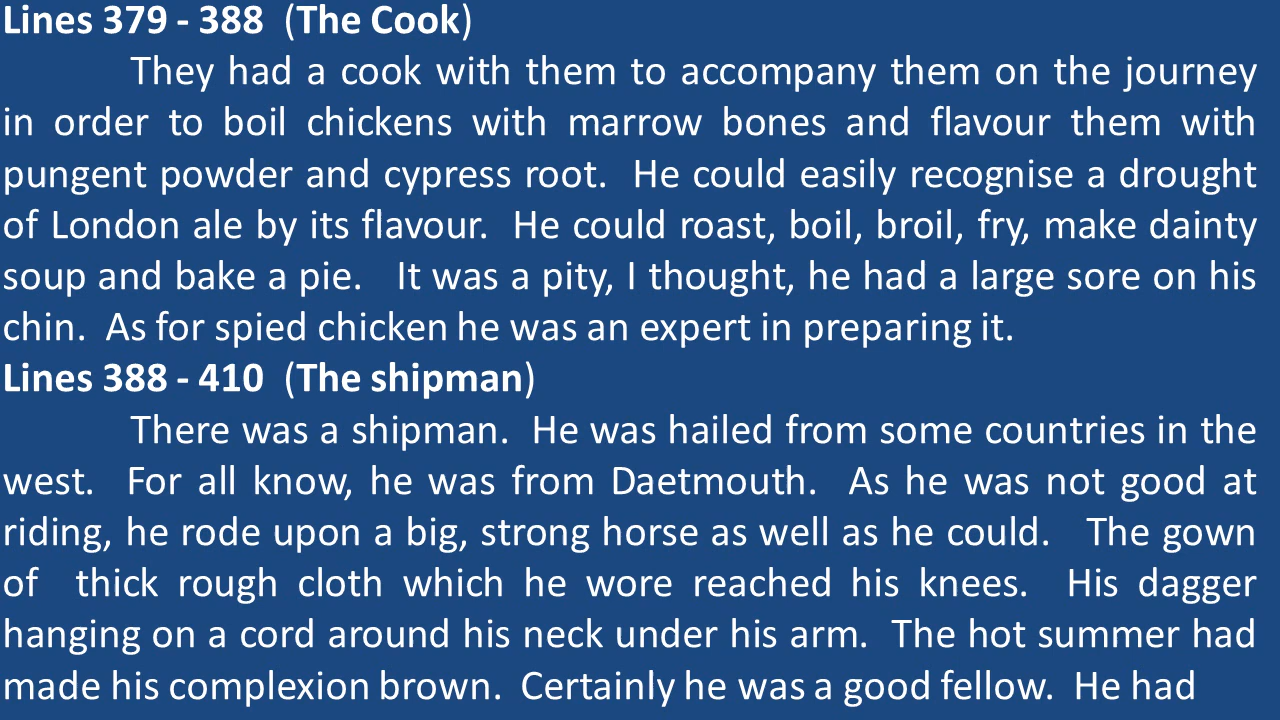 Lines 379 - 388 (The Cook)
They had a cook with them to accompany them on the journey
in order to boil chickens with marrow bones and flavour them with
pungent powder and cypress root. He could easily recognise a drought
of London ale by its flavour. He could roast, boil, broil, fry, make dainty
soup and bake a pie. It was a pity, I thought, he had a large sore on his
chin. As for spied chicken he was an expert in preparing it.
Lines 388 - 410 (The shipman)
There was a shipman. He was hailed from some countries in the
west. For all know, he was from Daetmouth. As he was not good at
riding, he rode upon a big, strong horse as well as he could. The gown
of thick rough cloth which he wore reached his knees. His dagger
hanging on a cord around his neck under his arm. The hot summer had
made his complexion brown. Certainly he was a good fellow. He had